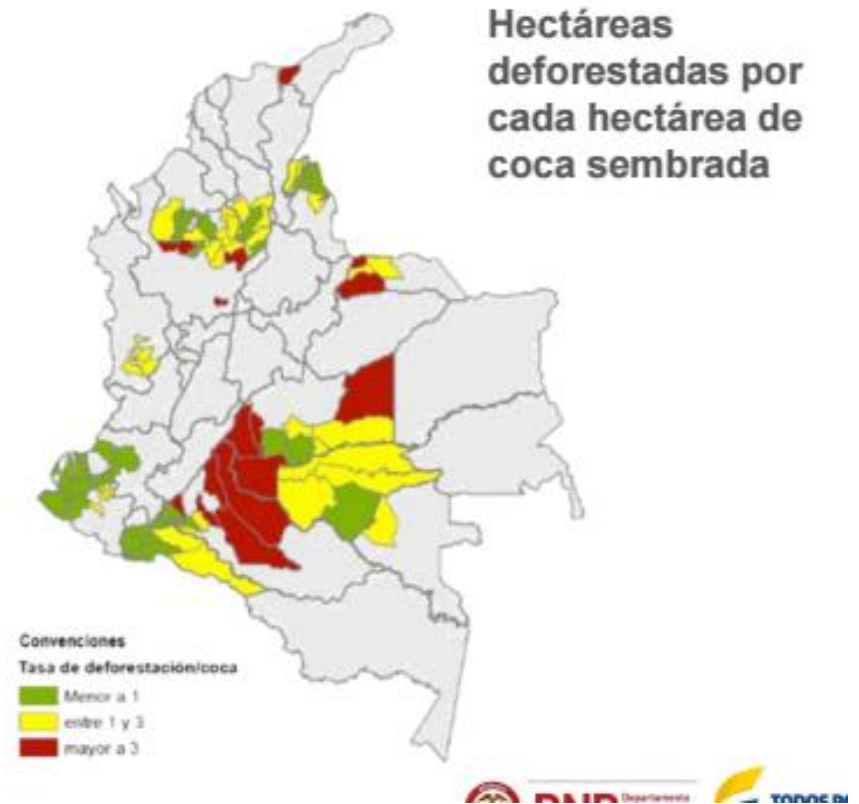 Hectáreas
deforestadas por
cada hectárea de
coca sembrada
Convenciones
Tasa de deforestación/coca
Menor a 1
entre 1 y 3
mayor a 3
DNP Departamento
TODOS